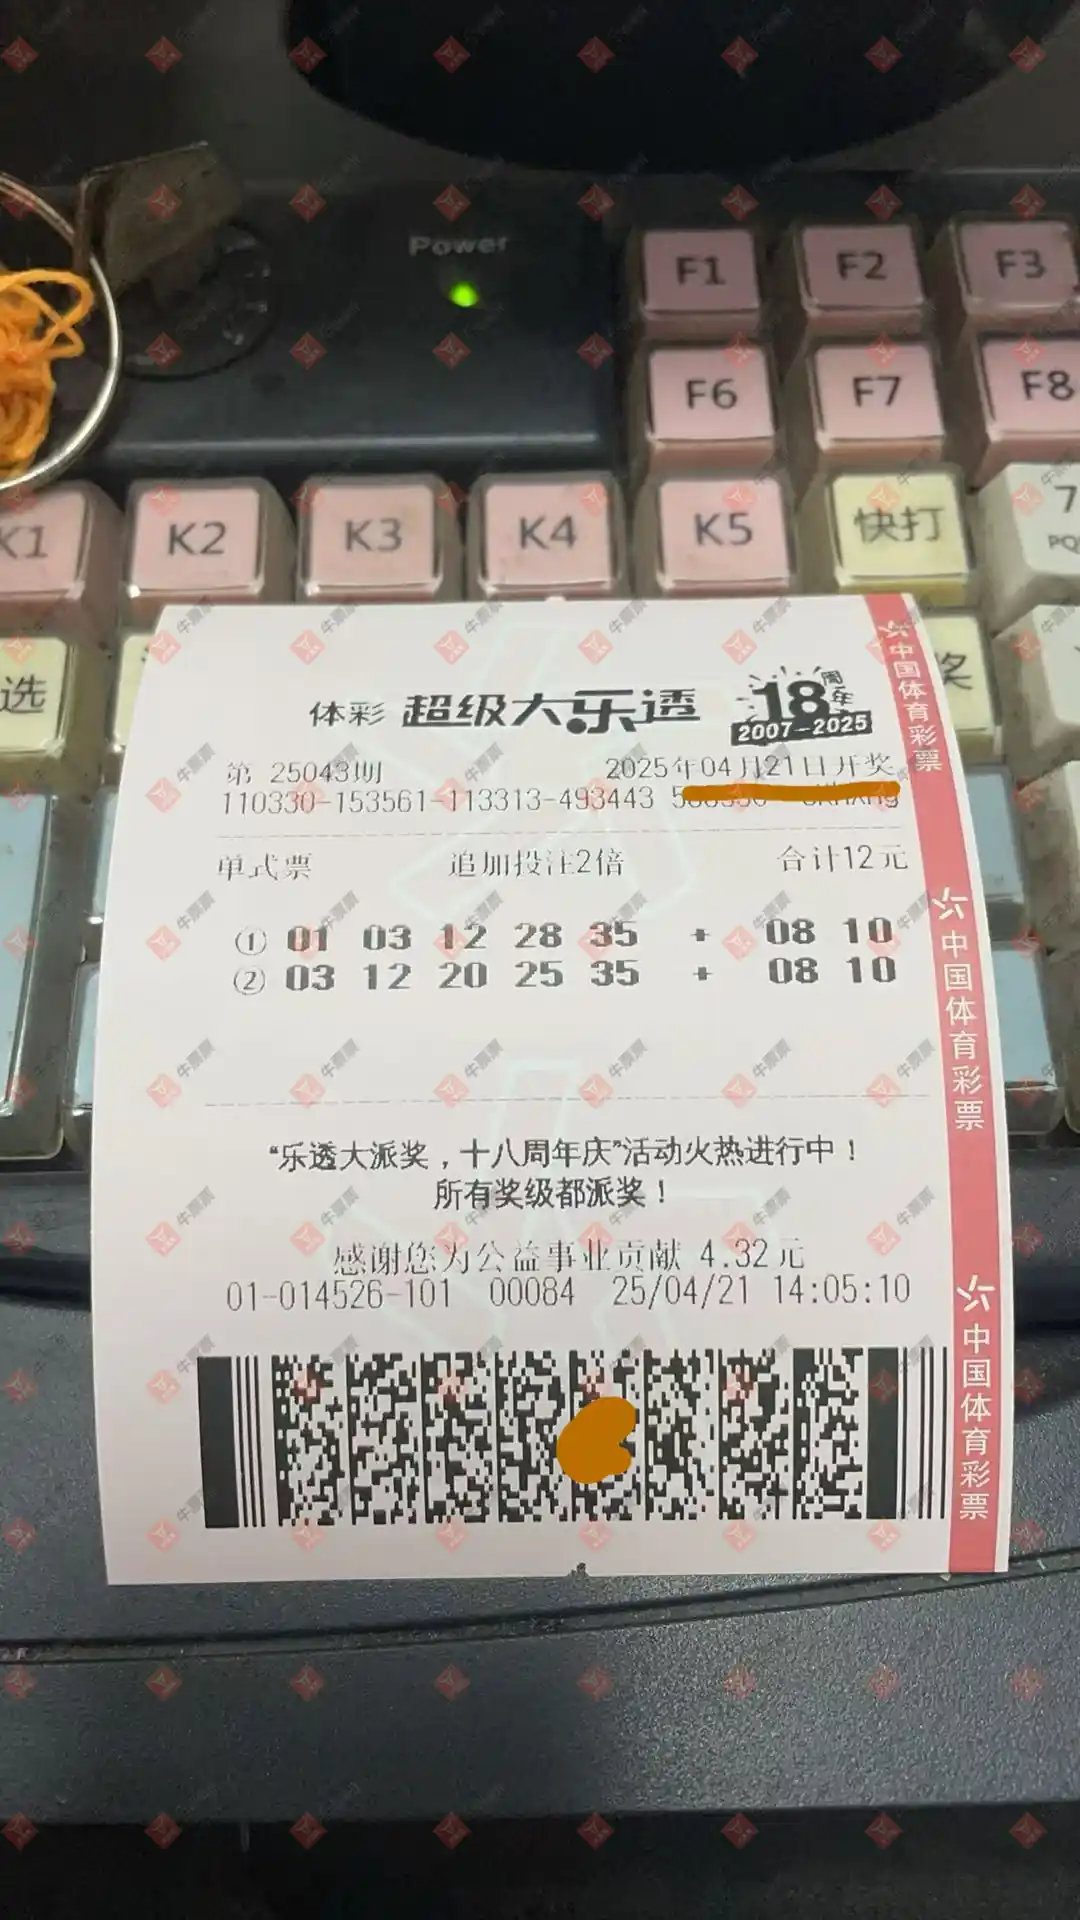 Power
F1 F2 F3
F6 F7 F8
K1 K2 K3 K4 K5 快打 7
PQ
选
奖
体彩 超级大乐透 18周年
2007-2025
第 25043期 2025年04月21日开奖
110330-153561-113313-493443
单式票 追加投注2倍 合计12元
① 01 03 12 28 35 + 08 10
② 03 12 20 25 35 + 08 10
“乐透大派奖，十八周年庆”活动火热进行中！
所有奖级都派奖！
感谢您为公益事业贡献 4.32元
01-014526-101 00084 25/04/21 14:05:10
中国体育彩票
中国体育彩票
中国体育彩票
牛票票